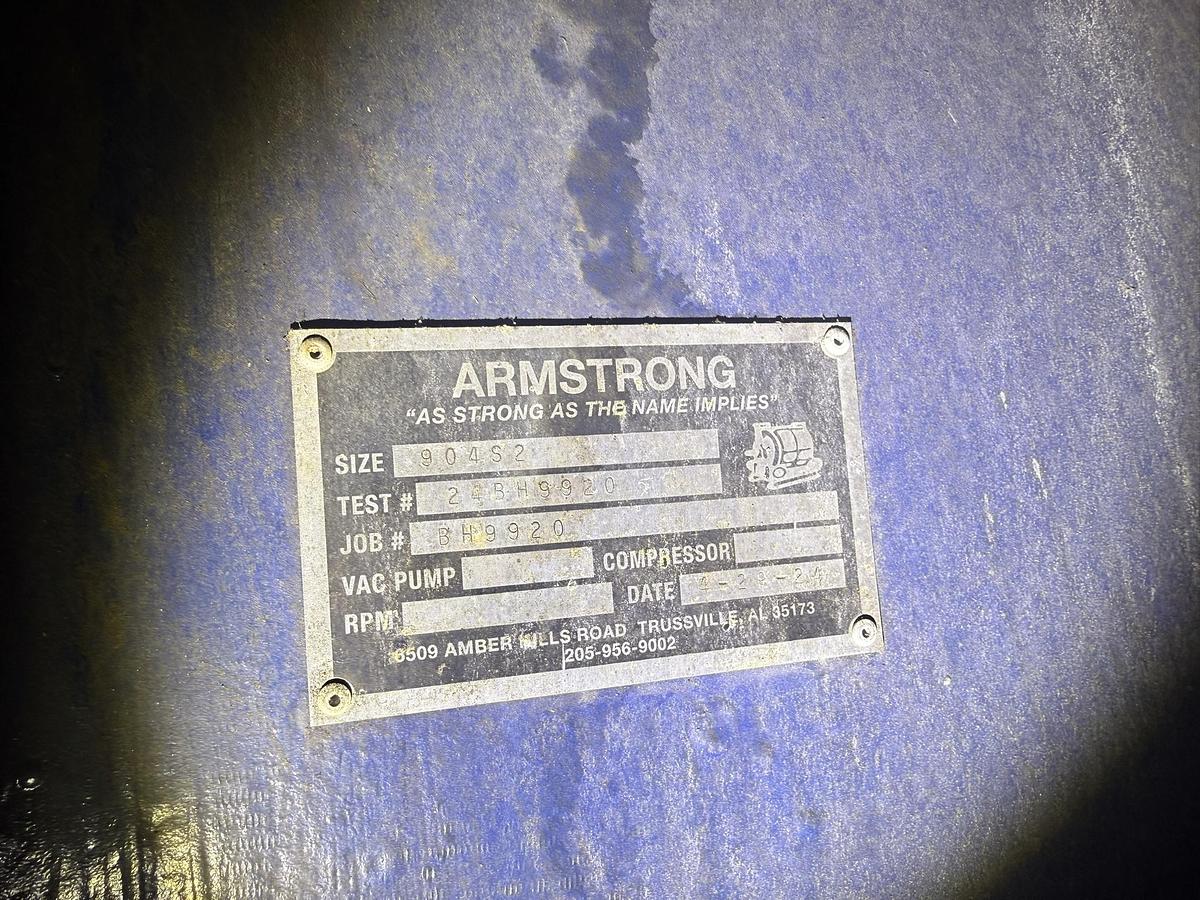 ARMSTRONG
"AS STRONG AS THE NAME IMPLIES"
SIZE 904S2
TEST # 24BH9920
JOB # BH9920
VAC PUMP COMPRESSOR
RPM DATE
6509 AMBER HILLS ROAD TRUSSVILLE, AL 35173
205-956-9002